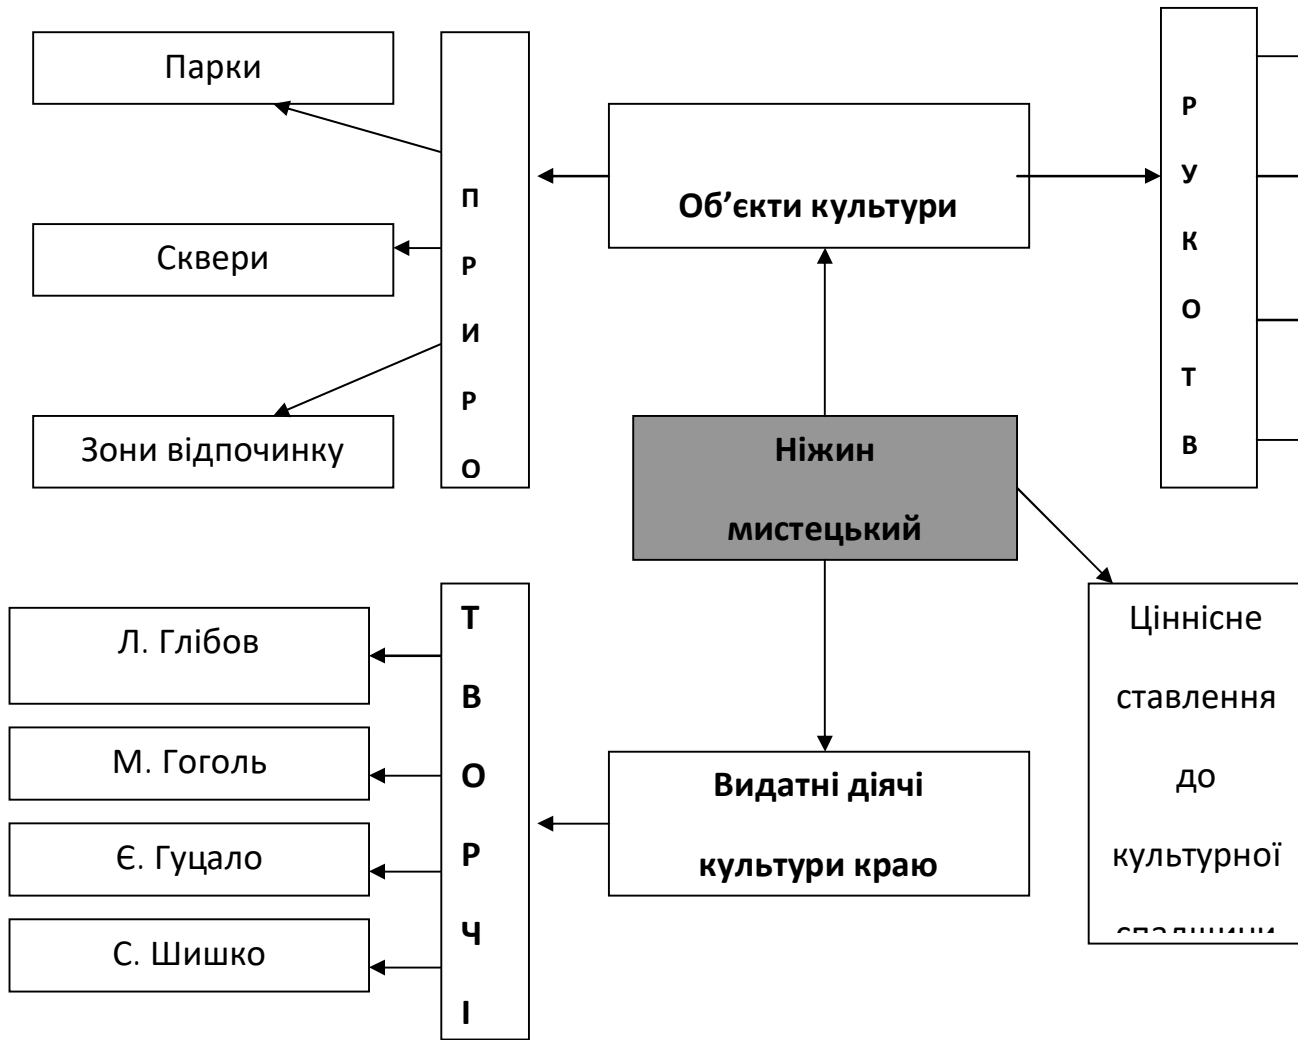 Парки
Сквери
Зони відпочинку
П
Р
И
Р
О
Об’єкти культури
Р
У
К
О
Т
В
Ніжин
мистецький
Ціннісне
ставлення
до
культурної
спадщини
Л. Глібов
М. Гоголь
Є. Гуцало
С. Шишко
Т
В
О
Р
Ч
І
Видатні діячі
культури краю